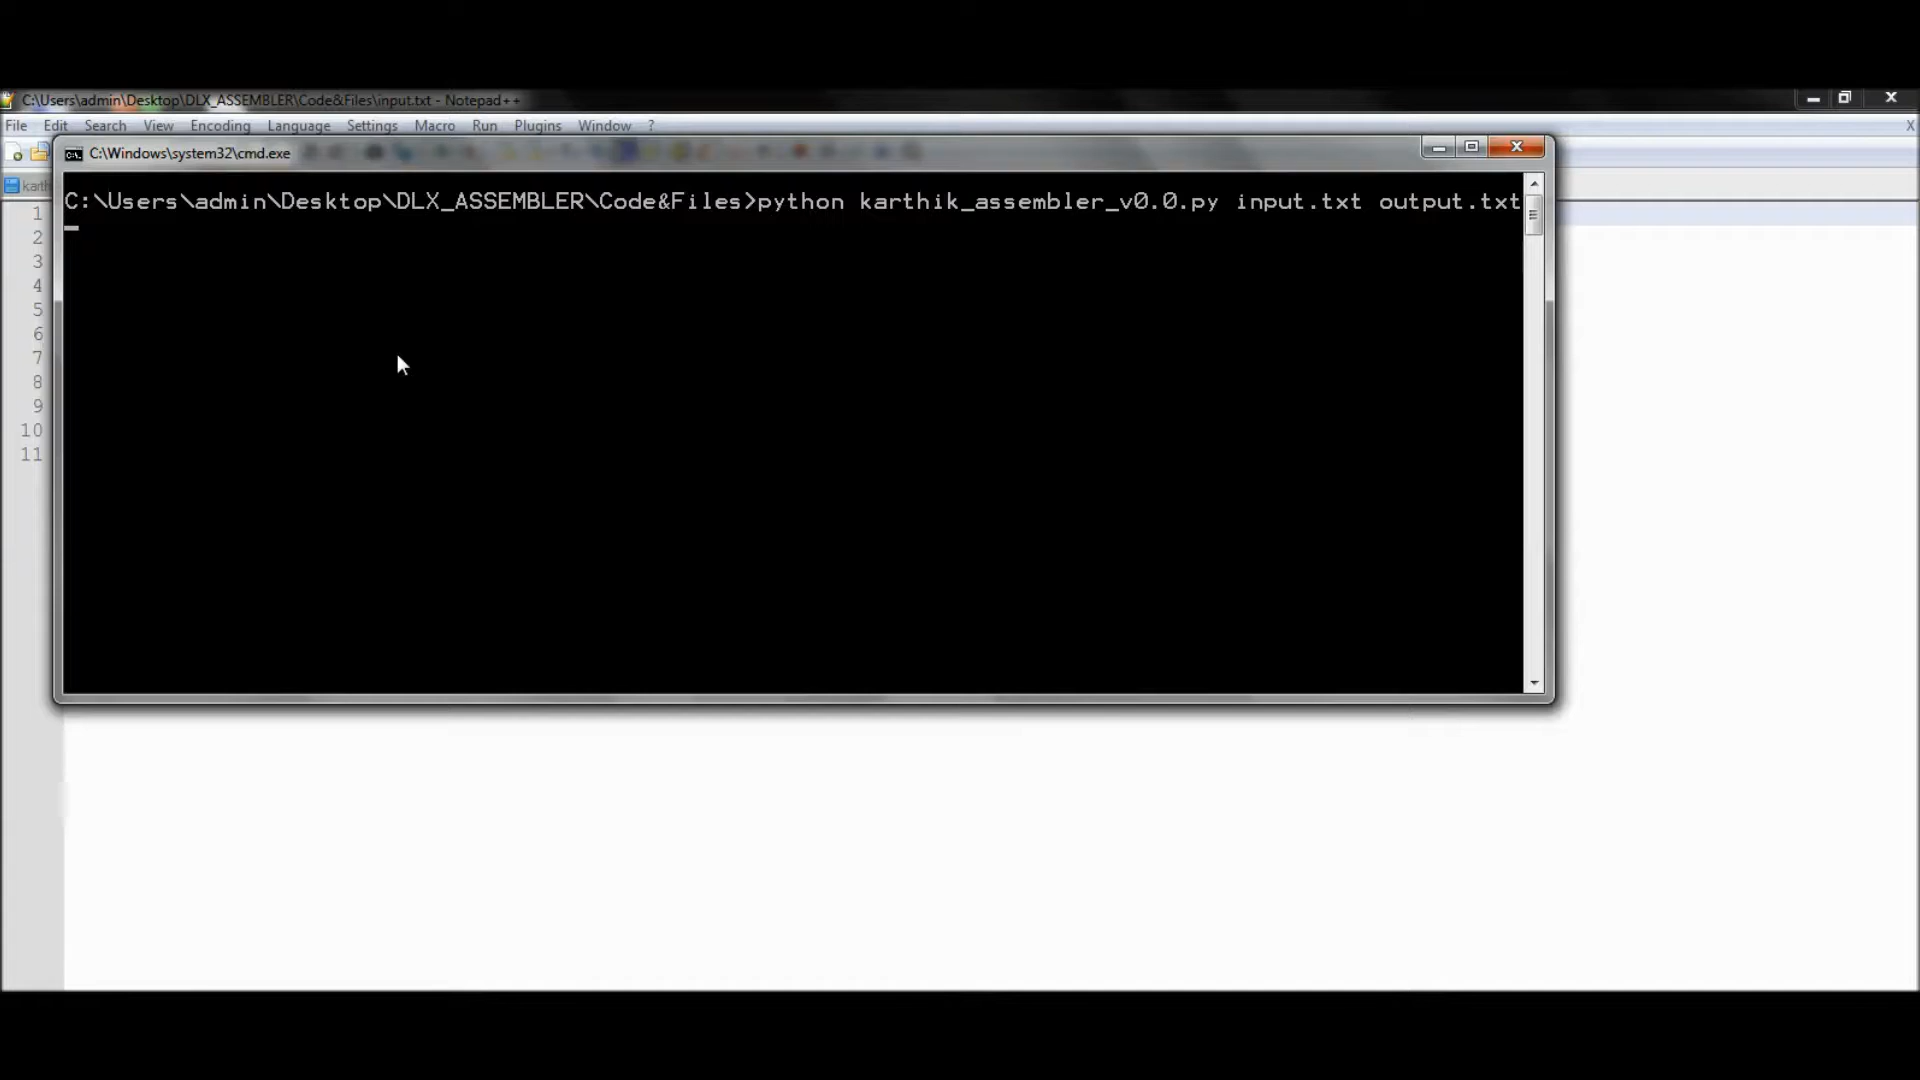 C:\Users\admin\Desktop\DLX_ASSEMBLER\Code&Files\input.txt - Notepad++
File Edit Search View Encoding Language Settings Macro Run Plugins Window ? X
C:\Windows\system32\cmd.exe
C:\Users\admin\Desktop\DLX_ASSEMBLER\Code&Files>python karthik_assembler_v0.0.py input.txt output.txt
karth
1
2
3
4
5
6
7
8
9
10
11